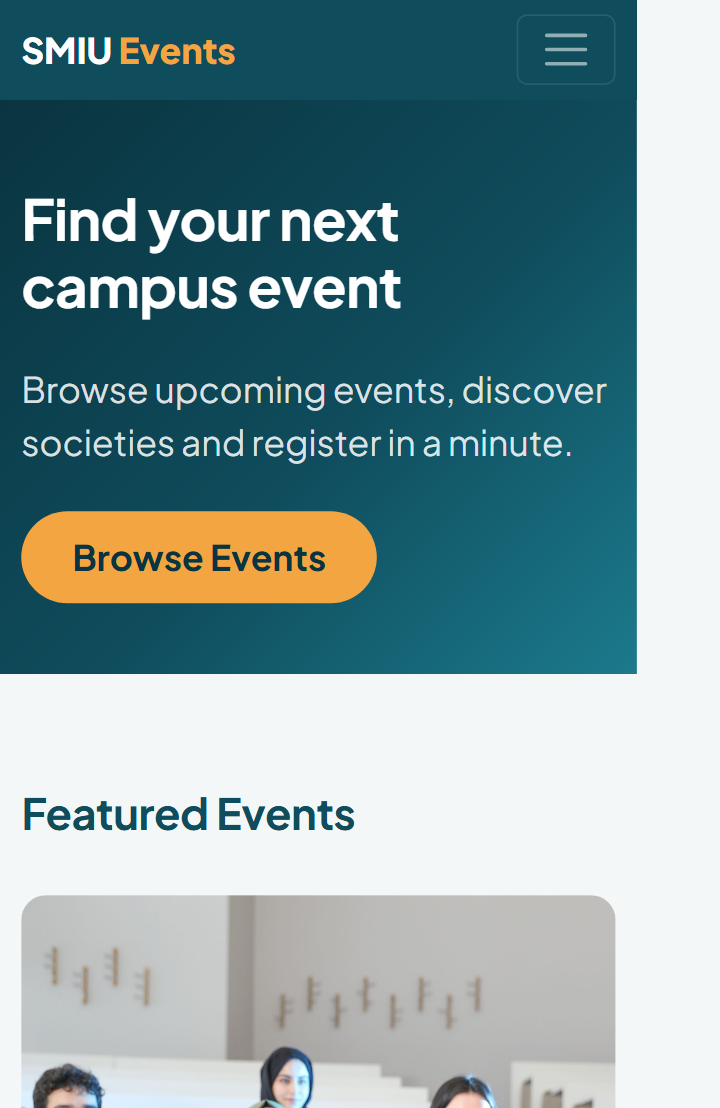 SMIU Events
Find your next
campus event
Browse upcoming events, discover
societies and register in a minute.
Browse Events
Featured Events